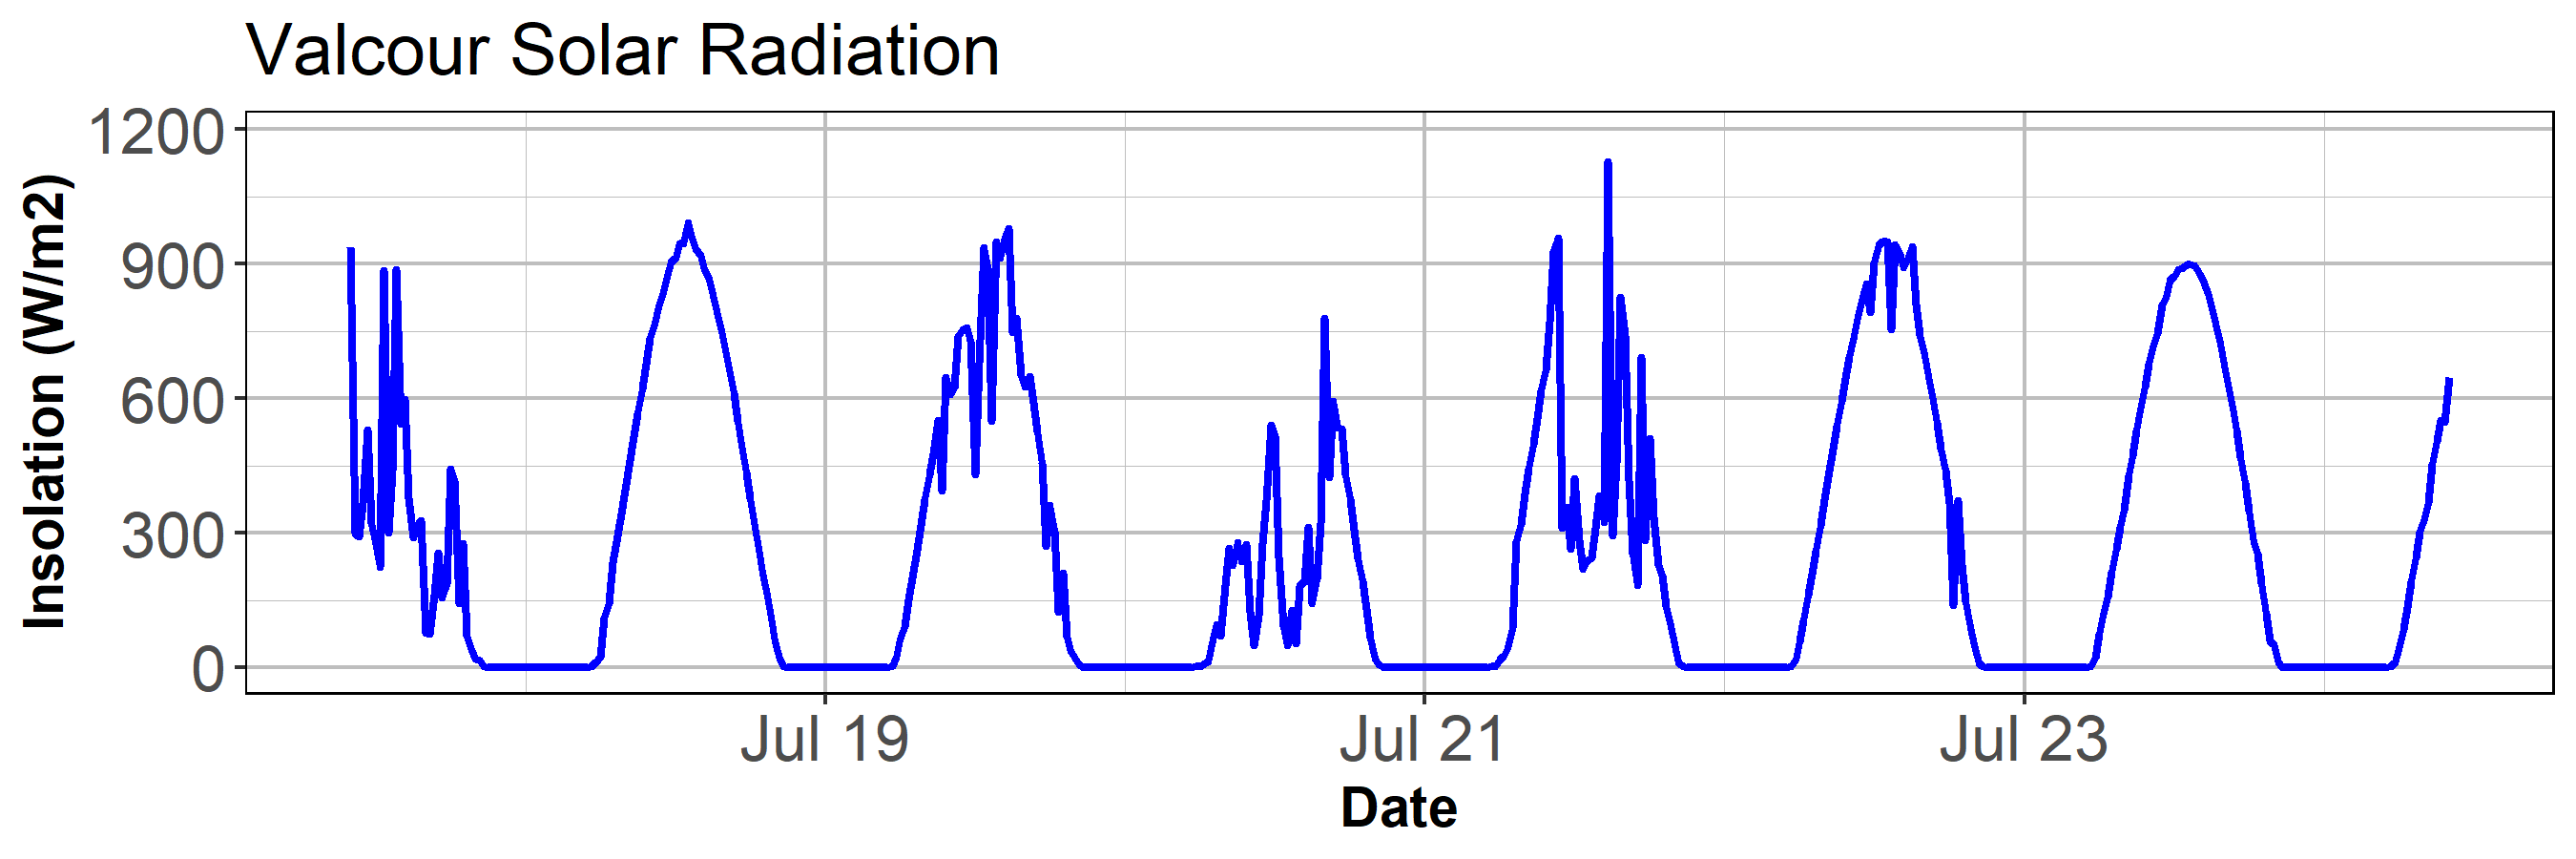 Valcour Solar Radiation
Insolation (W/m2)
1200
900
600
300
0
Jul 19
Jul 21
Jul 23
Date